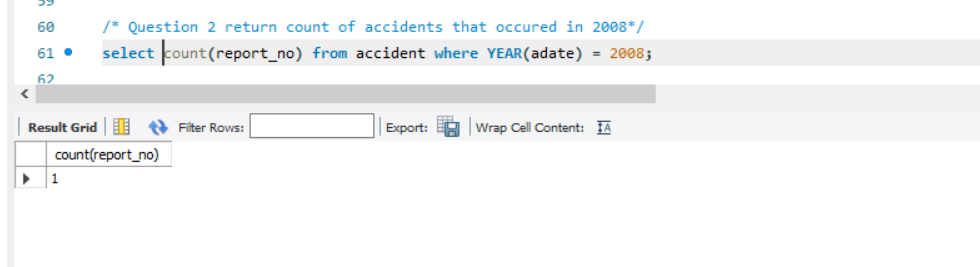 59
60 /* Question 2 return count of accidents that occured in 2008*/
61 select count(report_no) from accident where YEAR(adate) = 2008;
62
Result Grid Filter Rows: Export: Wrap Cell Content: IA
count(report_no)
1